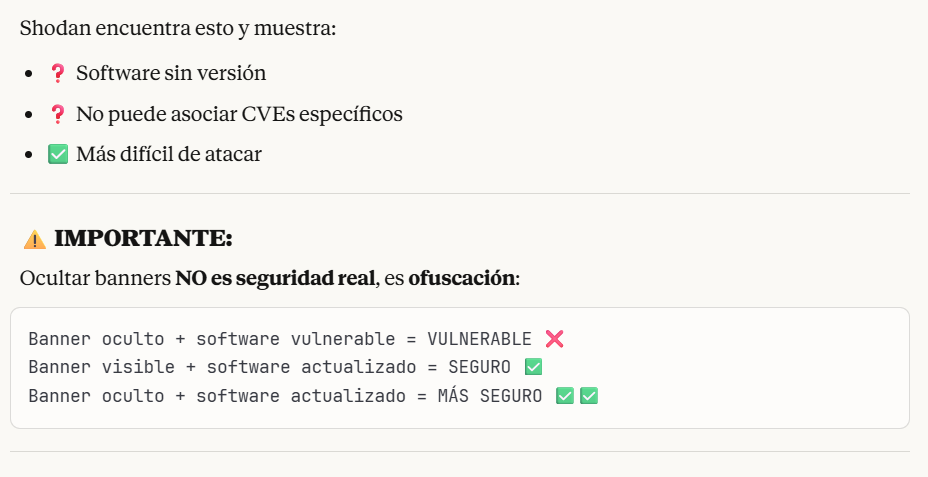 Shodan encuentra esto y muestra:
• ❓ Software sin versión
• ❓ No puede asociar CVEs específicos
• ✅ Más difícil de atacar
⚠️ IMPORTANTE:
Ocultar banners NO es seguridad real, es ofuscación:
Banner oculto + software vulnerable = VULNERABLE ❌
Banner visible + software actualizado = SEGURO ✅
Banner oculto + software actualizado = MÁS SEGURO ✅✅